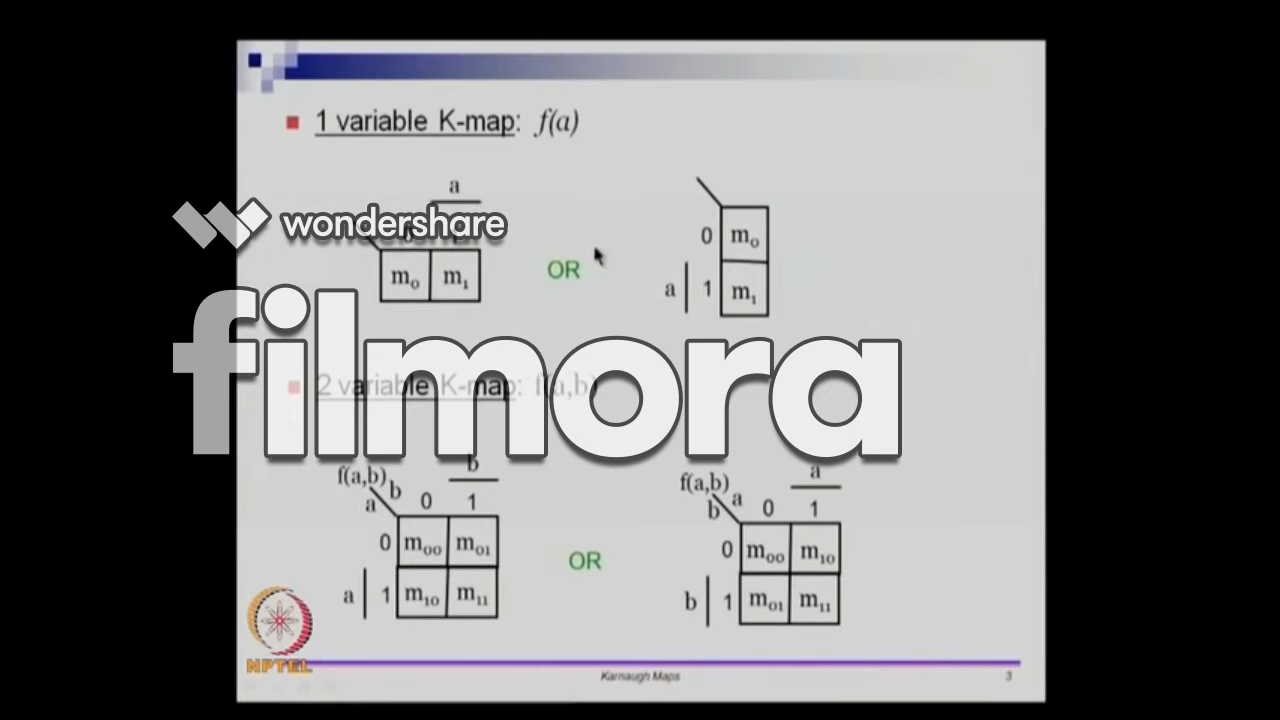 1 variable K-map: f(a)
a
wondershare
0
m₀ m₁
OR
0 m₀
a 1 m₁
filmora
2 variable K-map: f(a,b)
f(a,b) b
b
a 0 1
0 m₀₀ m₀₁
a 1 m₁₀ m₁₁
OR
f(a,b) a
a
b 0 1
0 m₀₀ m₁₀
b 1 m₀₁ m₁₁
NPTEL
Karnaugh Maps
3